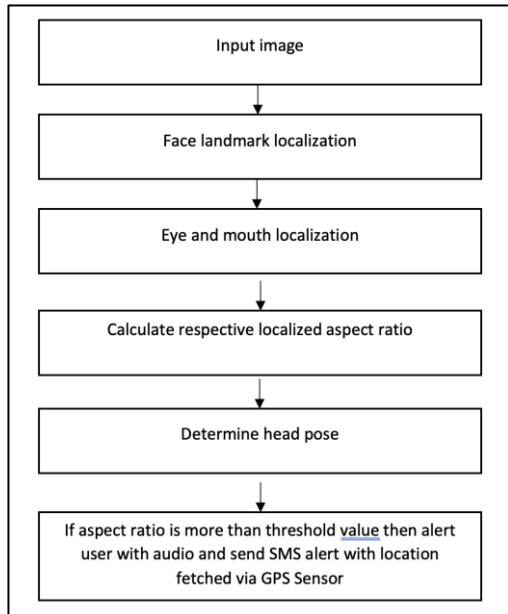 Input image
Face landmark localization
Eye and mouth localization
Calculate respective localized aspect ratio
Determine head pose
If aspect ratio is more than threshold value then alert
user with audio and send SMS alert with location
fetched via GPS Sensor